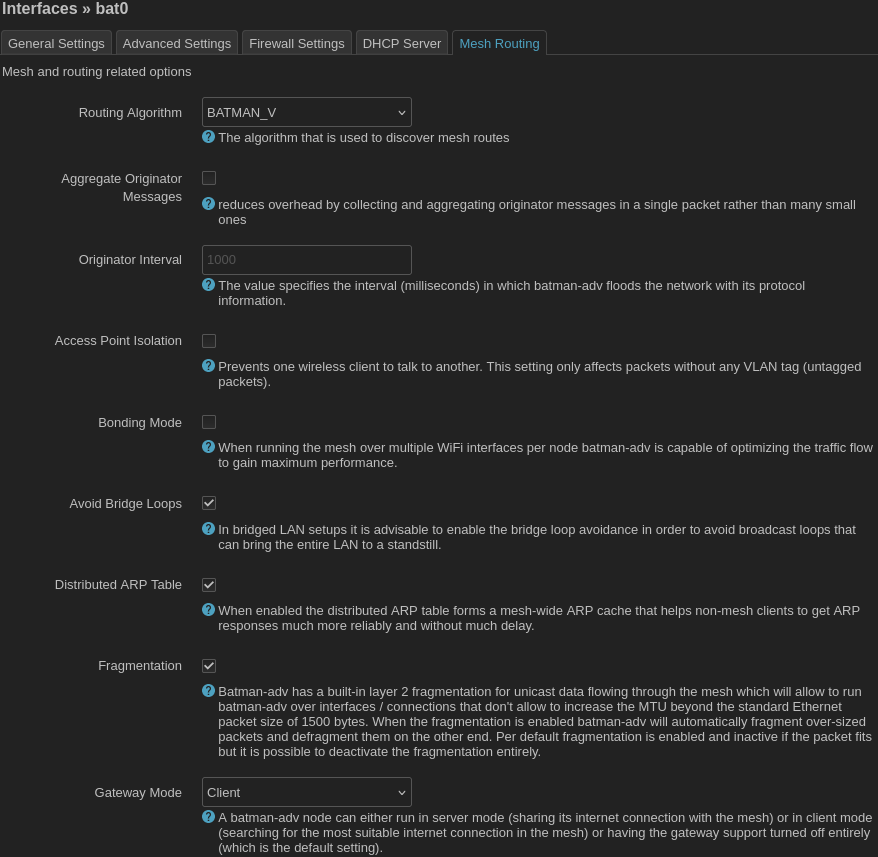 Interfaces » bat0
General Settings
Advanced Settings
Firewall Settings
DHCP Server
Mesh Routing
Mesh and routing related options
Routing Algorithm
BATMAN_V
The algorithm that is used to discover mesh routes
Aggregate Originator
Messages
reduces overhead by collecting and aggregating originator messages in a single packet rather than many small
ones
Originator Interval
1000
The value specifies the interval (milliseconds) in which batman-adv floods the network with its protocol
information.
Access Point Isolation
Prevents one wireless client to talk to another. This setting only affects packets without any VLAN tag (untagged
packets).
Bonding Mode
When running the mesh over multiple WiFi interfaces per node batman-adv is capable of optimizing the traffic flow
to gain maximum performance.
Avoid Bridge Loops
In bridged LAN setups it is advisable to enable the bridge loop avoidance in order to avoid broadcast loops that
can bring the entire LAN to a standstill.
Distributed ARP Table
When enabled the distributed ARP table forms a mesh-wide ARP cache that helps non-mesh clients to get ARP
responses much more reliably and without much delay.
Fragmentation
Batman-adv has a built-in layer 2 fragmentation for unicast data flowing through the mesh which will allow to run
batman-adv over interfaces / connections that don't allow to increase the MTU beyond the standard Ethernet
packet size of 1500 bytes. When the fragmentation is enabled batman-adv will automatically fragment over-sized
packets and defragment them on the other end. Per default fragmentation is enabled and inactive if the packet fits
but it is possible to deactivate the fragmentation entirely.
Gateway Mode
Client
A batman-adv node can either run in server mode (sharing its internet connection with the mesh) or in client mode
(searching for the most suitable internet connection in the mesh) or having the gateway support turned off entirely
(which is the default setting).